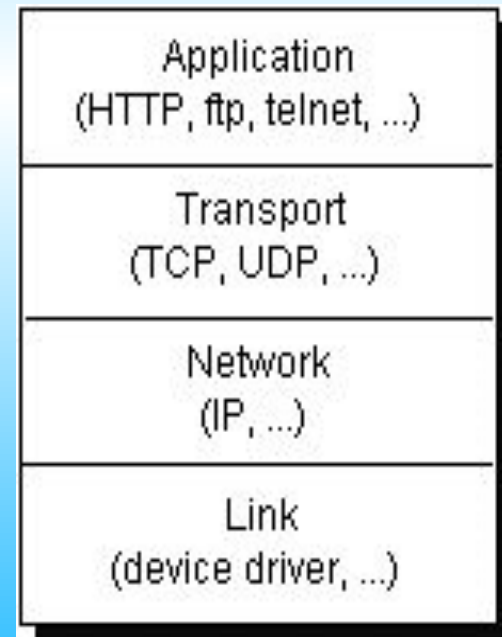 Application
(HTTP, ftp, telnet, ...)
Transport
(TCP, UDP, ...)
Network
(IP, ...)
Link
(device driver, ...)